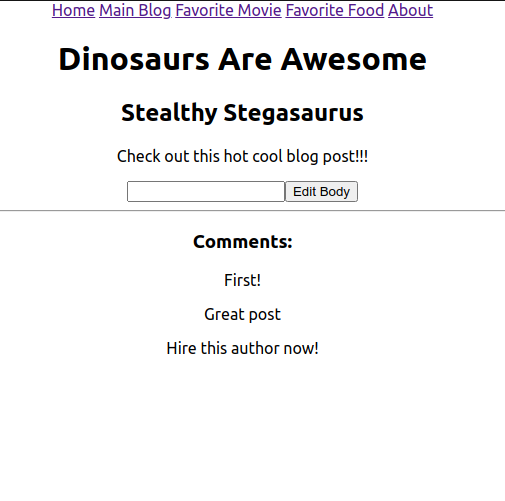 Home Main Blog Favorite Movie Favorite Food About
Dinosaurs Are Awesome
Stealthy Stegasaurus
Check out this hot cool blog post!!!
Edit Body
Comments:
First!
Great post
Hire this author now!